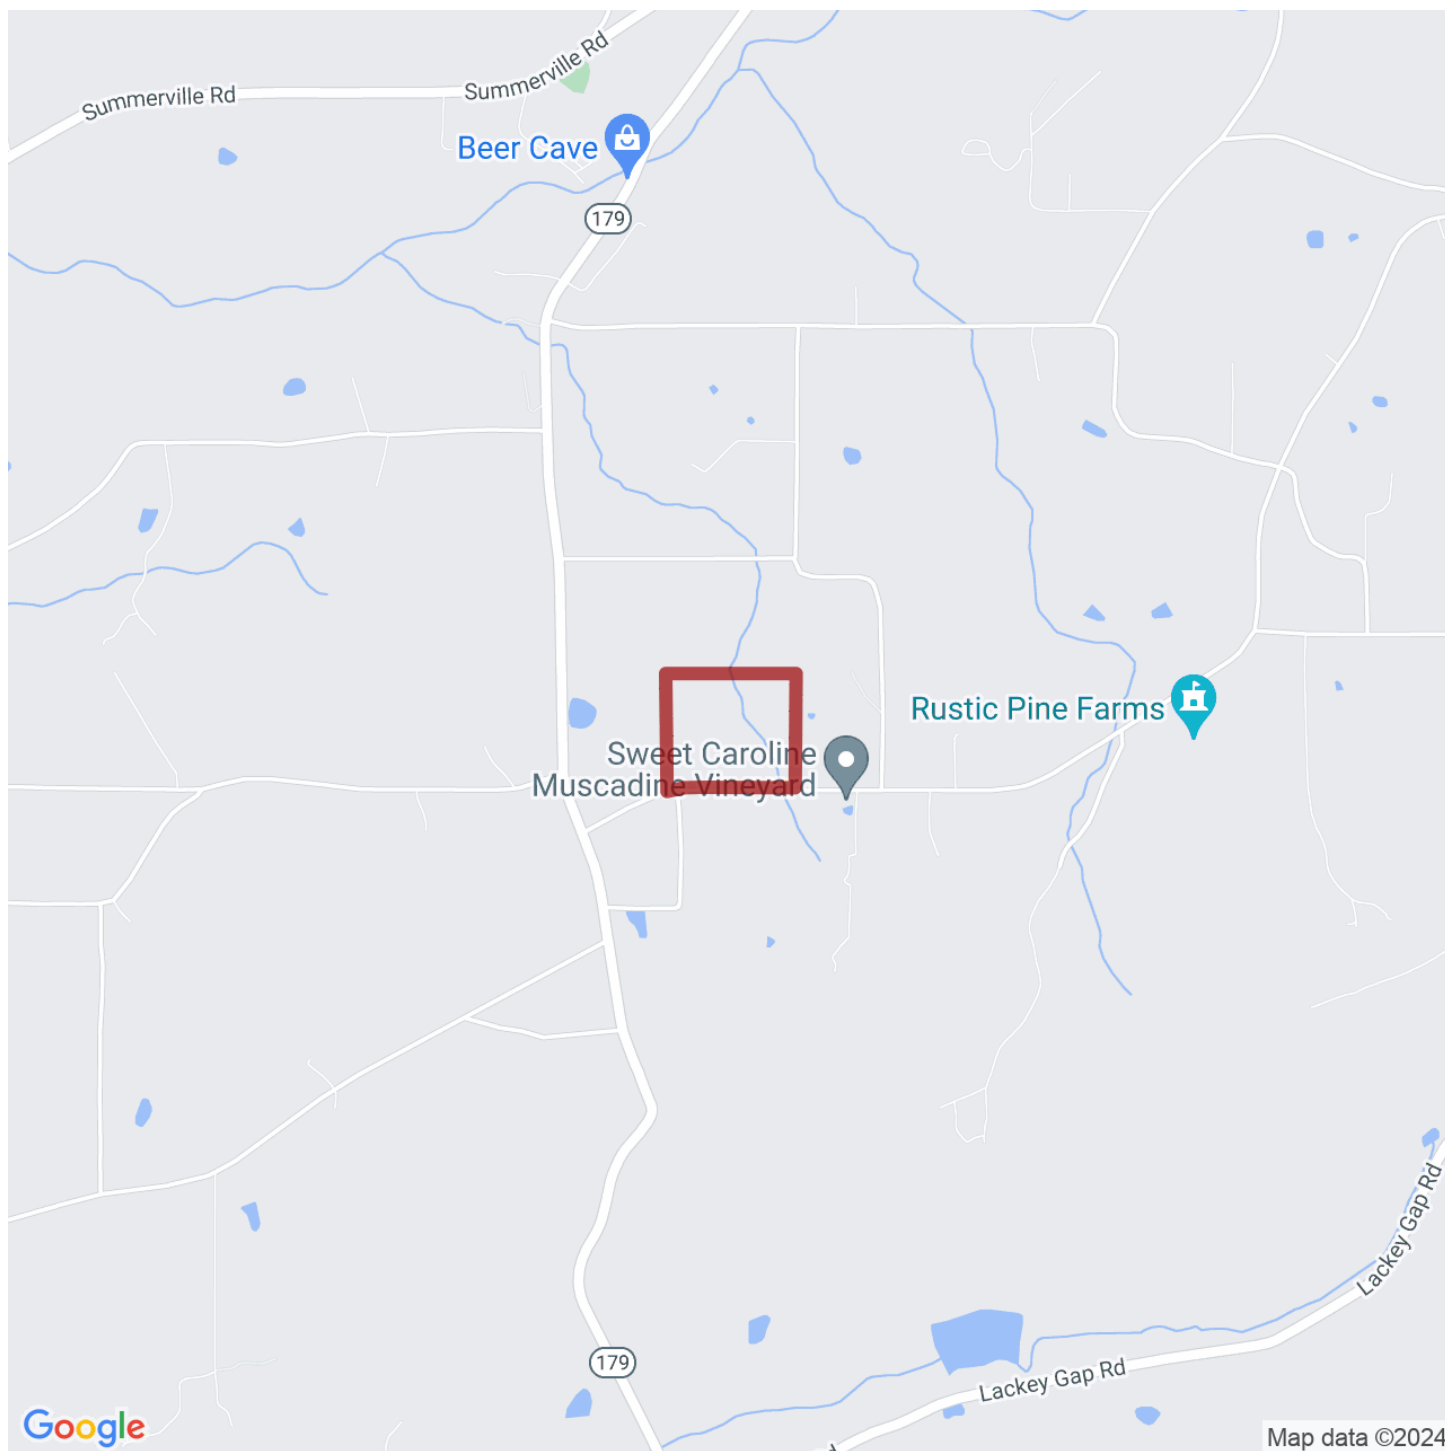 Summerville Rd
Summerville Rd
Beer Cave
179
Rustic Pine Farms
Sweet Caroline
Muscadine Vineyard
Lackey Gap Rd
179
Lackey Gap Rd
Google
Map data ©2024